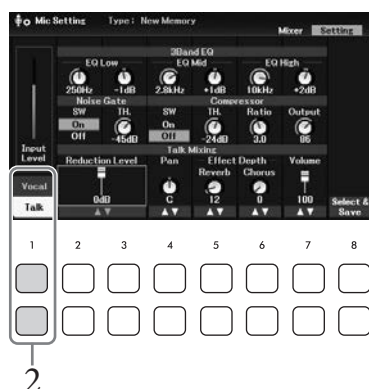 Mic Setting Type: New Memory
Mixer Setting
3Band EQ
EQ Low EQ Mid EQ High
250Hz -1dB 2.8kHz +1dB 10kHz +2dB
Noise Gate Compressor
SW TH. SW TH. Ratio Output
On On
Off -45dB Off -24dB 3.0 86
Input
Level
Talk Mixing
Reduction Level Pan Effect Depth Volume
Reverb Chorus
Vocal
0dB C 12 0 100
Talk
Select &
Save
1 2 3 4 5 6 7 8
2